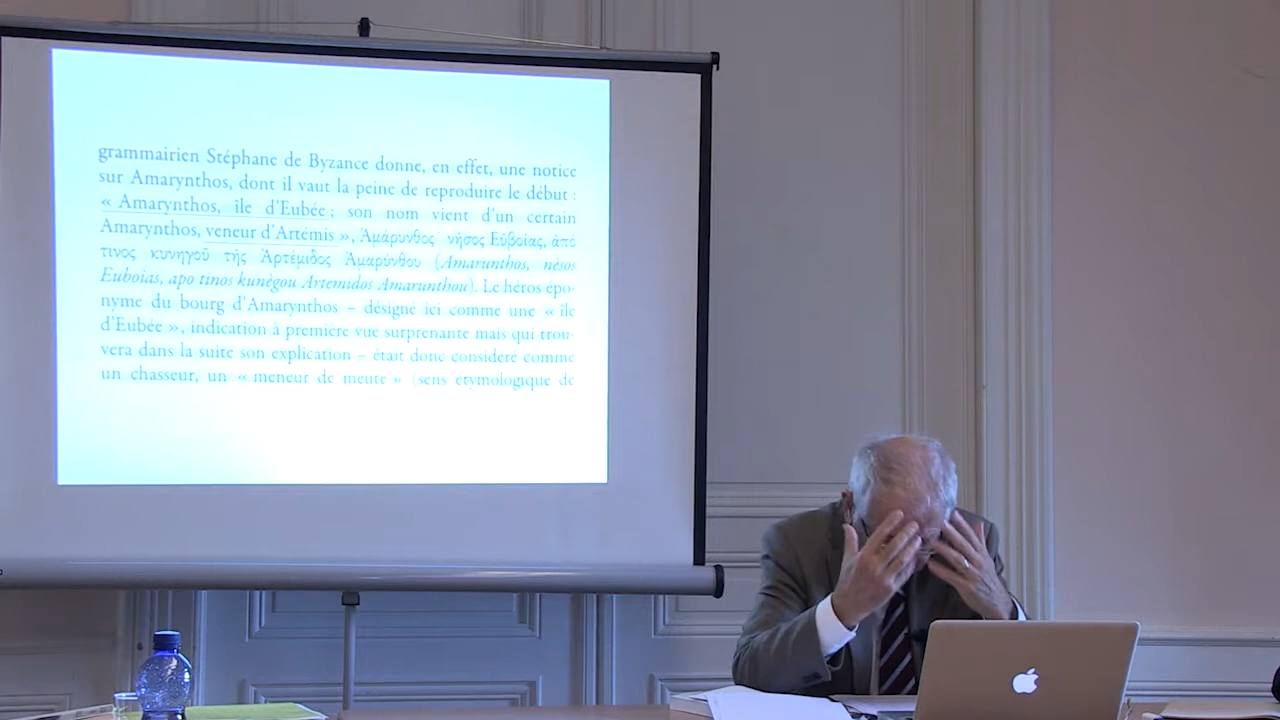 grammairien Stéphane de Byzance donne, en effet, une notice
sur Amarynthos, dont il vaut la peine de reproduire le début :
« Amarynthos, île d'Eubée ; son nom vient d'un certain
Amarynthos, veneur d'Artémis », Ἀμάρυνθος νῆσος Εὐβοίας, ἀπό
τινος κυνηγοῦ τῆς Ἀρτέμιδος Ἀμαρύνθου (Amarunthos, nèsos
Euboias, apo tinos kunègou Artemidos Amarunthou). Le héros épo-
nyme du bourg d'Amarynthos – désigné ici comme une « île
d'Eubée », indication à première vue surprenante mais qui trou-
vera dans la suite son explication – était donc considéré comme
un chasseur, un « meneur de meute » (sens étymologique de